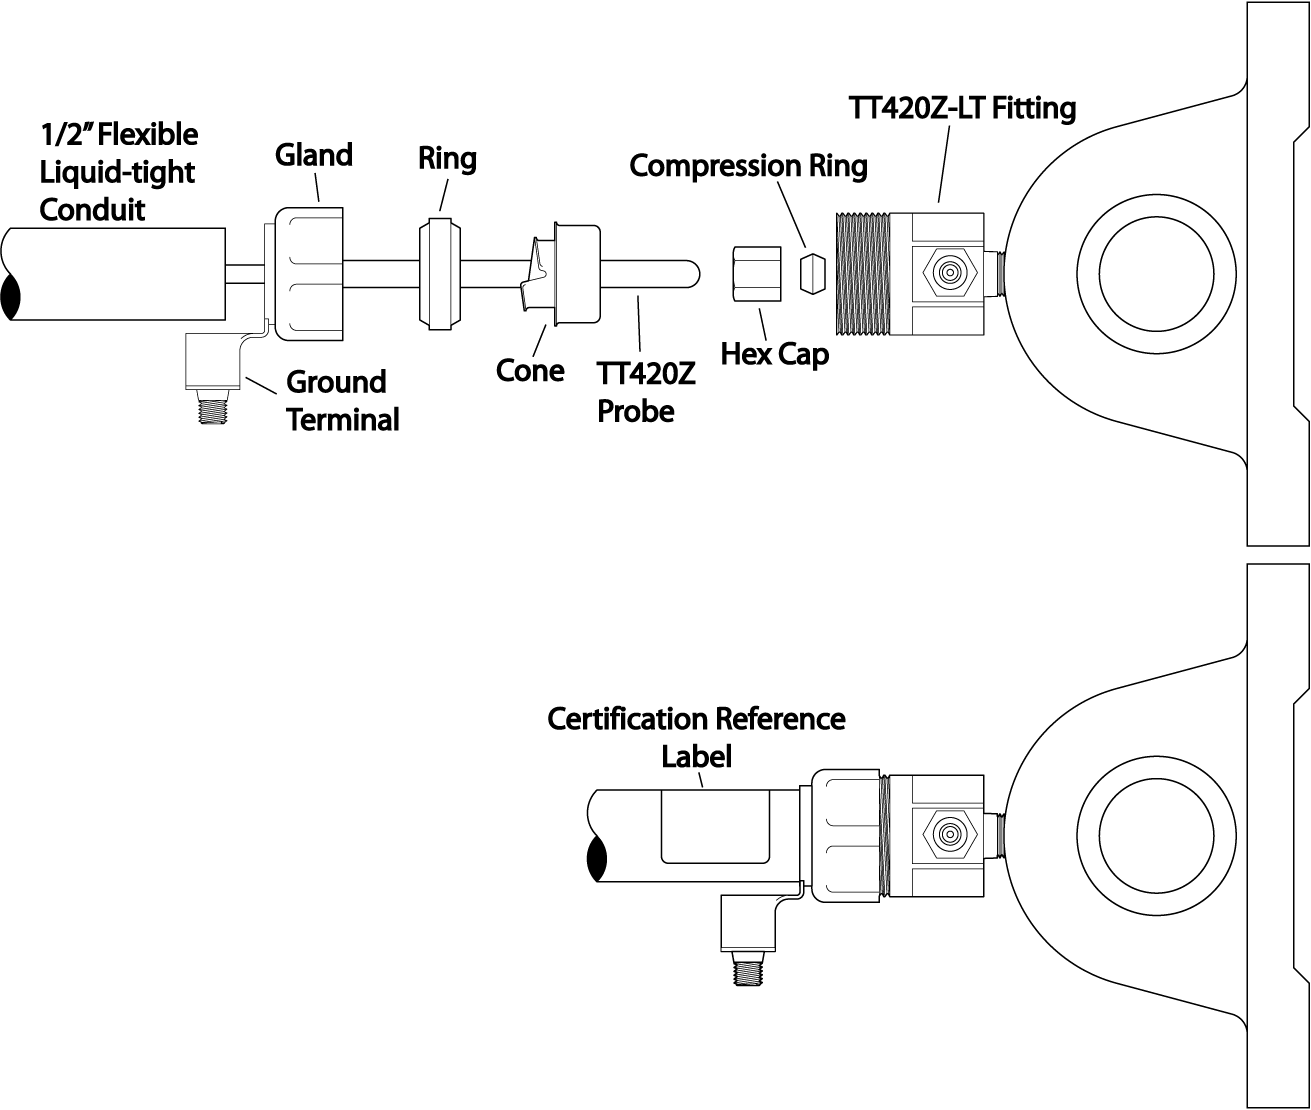 TT420Z-LT Fitting
1/2” Flexible
Liquid-tight
Conduit
Gland
Ring
Compression Ring
Hex Cap
Cone
TT420Z
Probe
Ground
Terminal
Certification Reference
Label